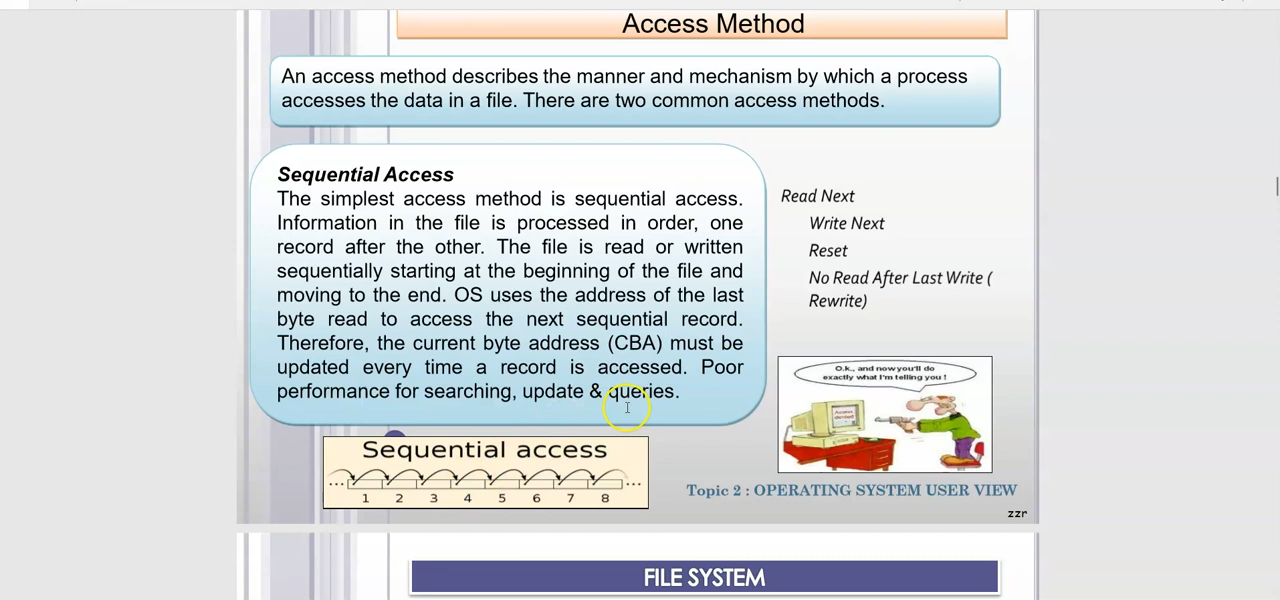 Access Method
An access method describes the manner and mechanism by which a process
accesses the data in a file. There are two common access methods.
Sequential Access
The simplest access method is sequential access.
Information in the file is processed in order, one
record after the other. The file is read or written
sequentially starting at the beginning of the file and
moving to the end. OS uses the address of the last
byte read to access the next sequential record.
Therefore, the current byte address (CBA) must be
updated every time a record is accessed. Poor
performance for searching, update & queries.
Read Next
Write Next
Reset
No Read After Last Write (
Rewrite)
O.k., and now you'll do
exactly what I'm telling you !
Access
denied
Sequential access
... ...
1 2 3 4 5 6 7 8
Topic 2 : OPERATING SYSTEM USER VIEW
zzr
FILE SYSTEM